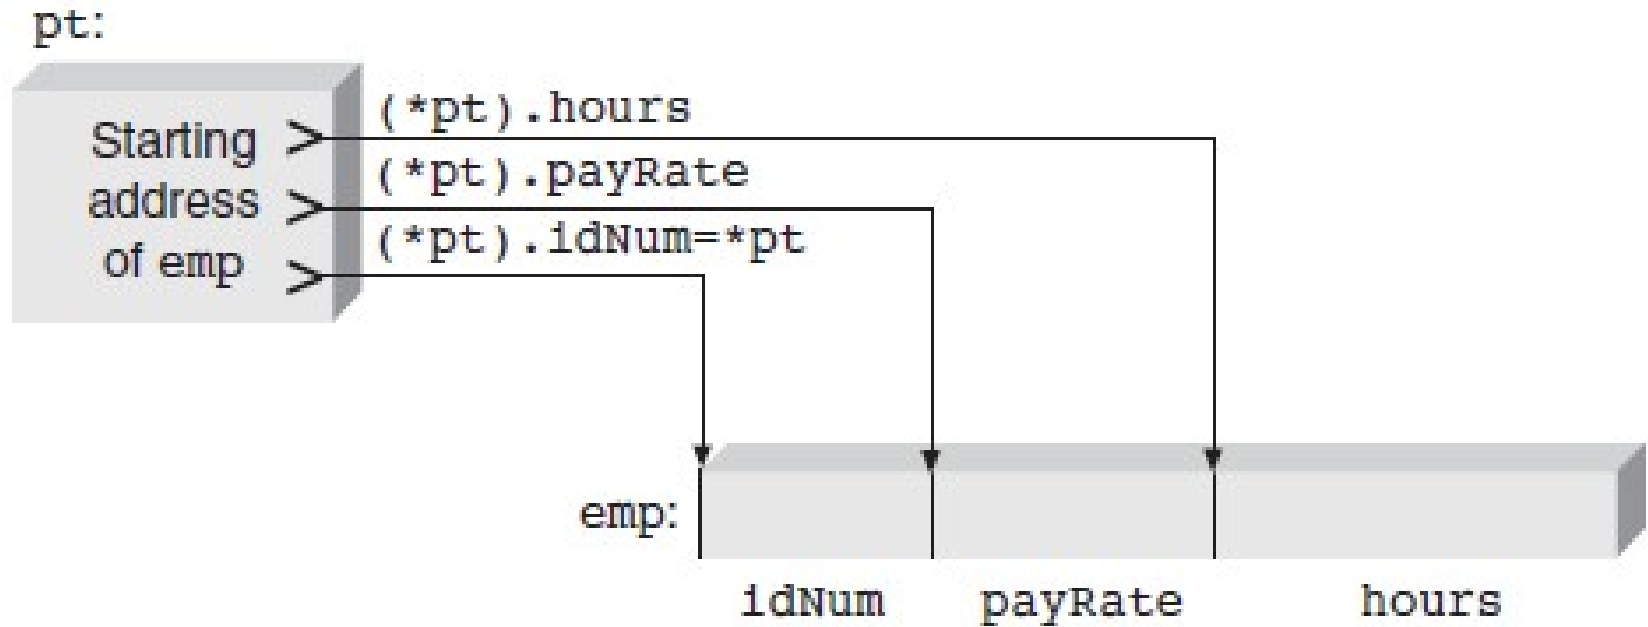 pt:
Starting
address
of emp
(*pt).hours
(*pt).payRate
(*pt).idNum=*pt
emp:
idNum payRate hours